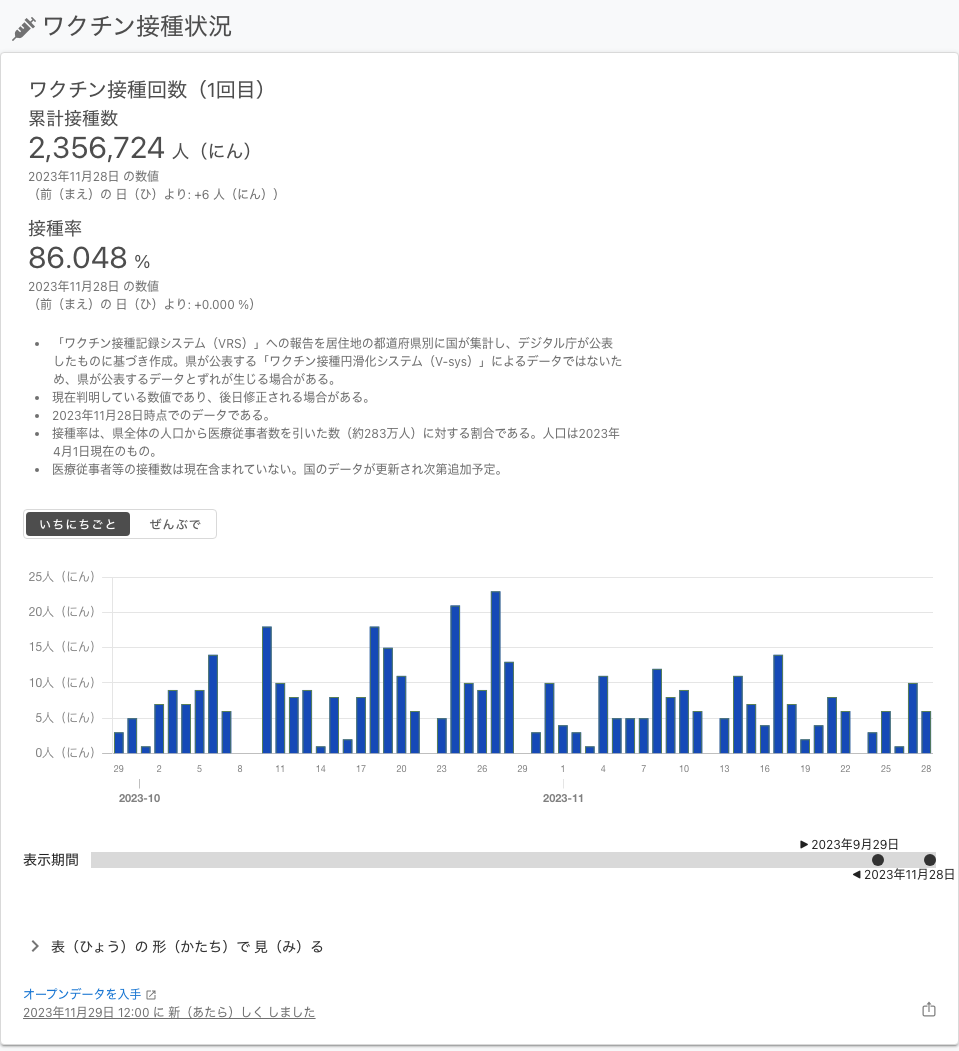 ワクチン接種状況
ワクチン接種回数（1回目）
累計接種数
2,356,724 人（にん）
2023年11月28日 の数値
（前（まえ）の 日（ひ）より: +6 人（にん））
接種率
86.048 %
2023年11月28日 の数値
（前（まえ）の 日（ひ）より: +0.000 %）
• 「ワクチン接種記録システム（VRS）」への報告を居住地の都道府県別に国が集計し、デジタル庁が公表
したものに基づき作成。県が公表する「ワクチン接種円滑化システム（V-sys）」によるデータではないた
め、県が公表するデータとずれが生じる場合がある。
• 現在判明している数値であり、後日修正される場合がある。
• 2023年11月28日時点でのデータである。
• 接種率は、県全体の人口から医療従事者数を引いた数（約283万人）に対する割合である。人口は2023年
4月1日現在のもの。
• 医療従事者等の接種数は現在含まれていない。国のデータが更新され次第追加予定。
いちにちごと ぜんぶで
25人（にん）
20人（にん）
15人（にん）
10人（にん）
5人（にん）
0人（にん）
29 2 5 8 11 14 17 20 23 26 29 1 4 7 10 13 16 19 22 25 28
2023-10 2023-11
▶ 2023年9月29日
表示期間
◀ 2023年11月28日
表（ひょう）の 形（かたち）で 見（み）る
オープンデータを入手
2023年11月29日 12:00 に 新（あたら）しく しました